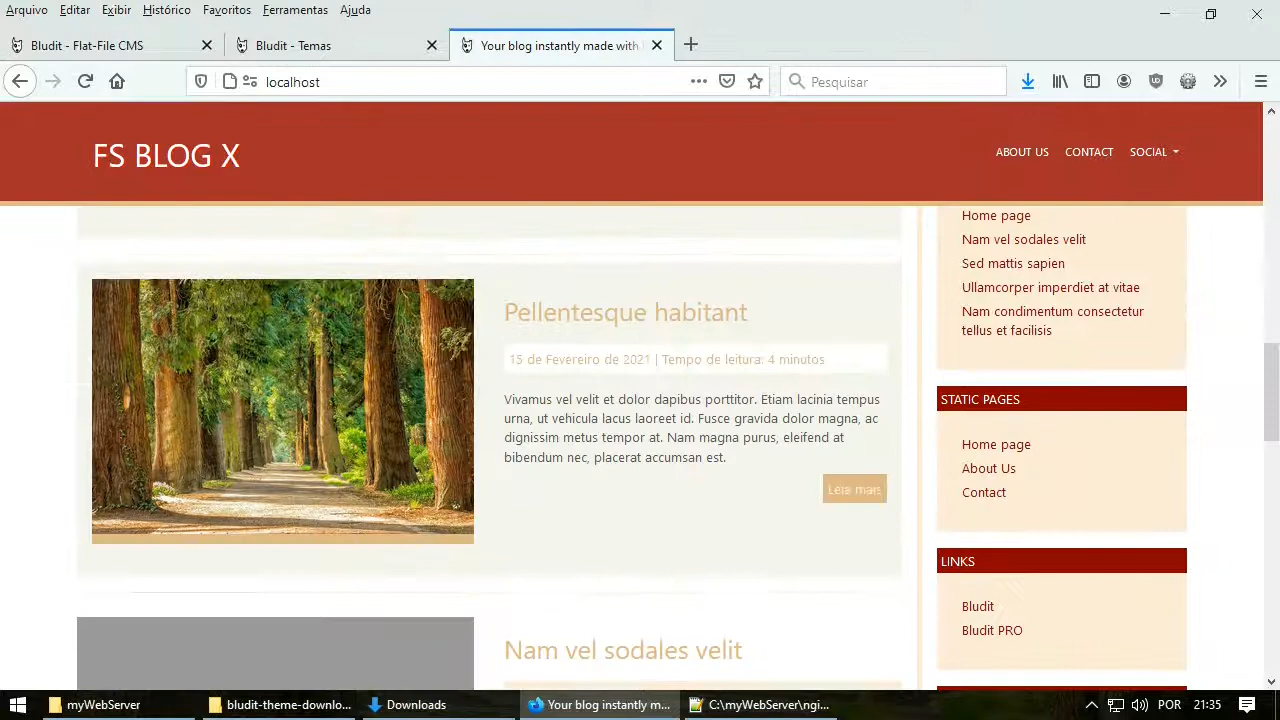 Arquivo Editar Exibir Histórico Favoritos Ferramentas Ajuda
Bludit - Flat-File CMS
Bludit - Temas
Your blog instantly made with
localhost
Pesquisar
FS BLOG X
ABOUT US CONTACT SOCIAL
Pellentesque habitant
15 de Fevereiro de 2021 | Tempo de leitura: 4 minutos
Vivamus vel velit et dolor dapibus porttitor. Etiam lacinia tempus
urna, ut vehicula lacus laoreet id. Fusce gravida dolor magna, ac
dignissim metus tempor at. Nam magna purus, eleifend at
bibendum nec, placerat accumsan est.
Leia mais
Nam vel sodales velit
Home page
Nam vel sodales velit
Sed mattis sapien
Ullamcorper imperdiet at vitae
Nam condimentum consectetur
tellus et facilisis
STATIC PAGES
Home page
About Us
Contact
LINKS
Bludit
Bludit PRO
myWebServer
bludit-theme-downlo...
Downloads
Your blog instantly m...
C:\myWebServer\ngi...
POR
21:35